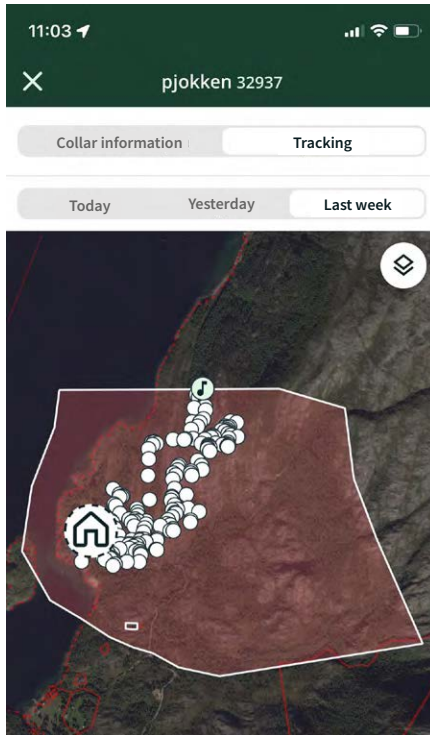 11:03
pjokken 32937
Collar information
Tracking
Today
Yesterday
Last week